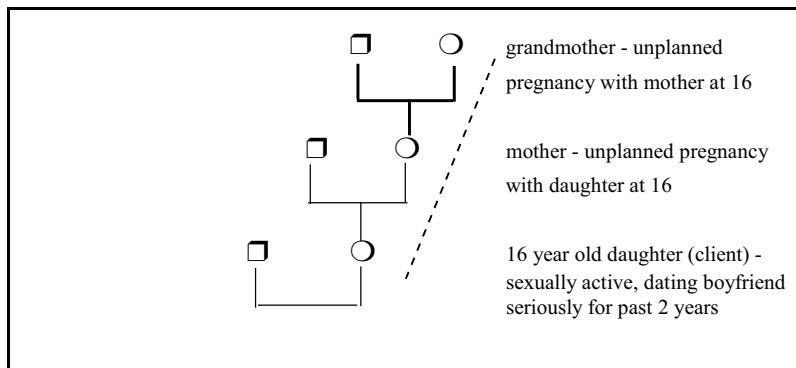 grandmother - unplanned
pregnancy with mother at 16
mother - unplanned pregnancy
with daughter at 16
16 year old daughter (client) -
sexually active, dating boyfriend
seriously for past 2 years